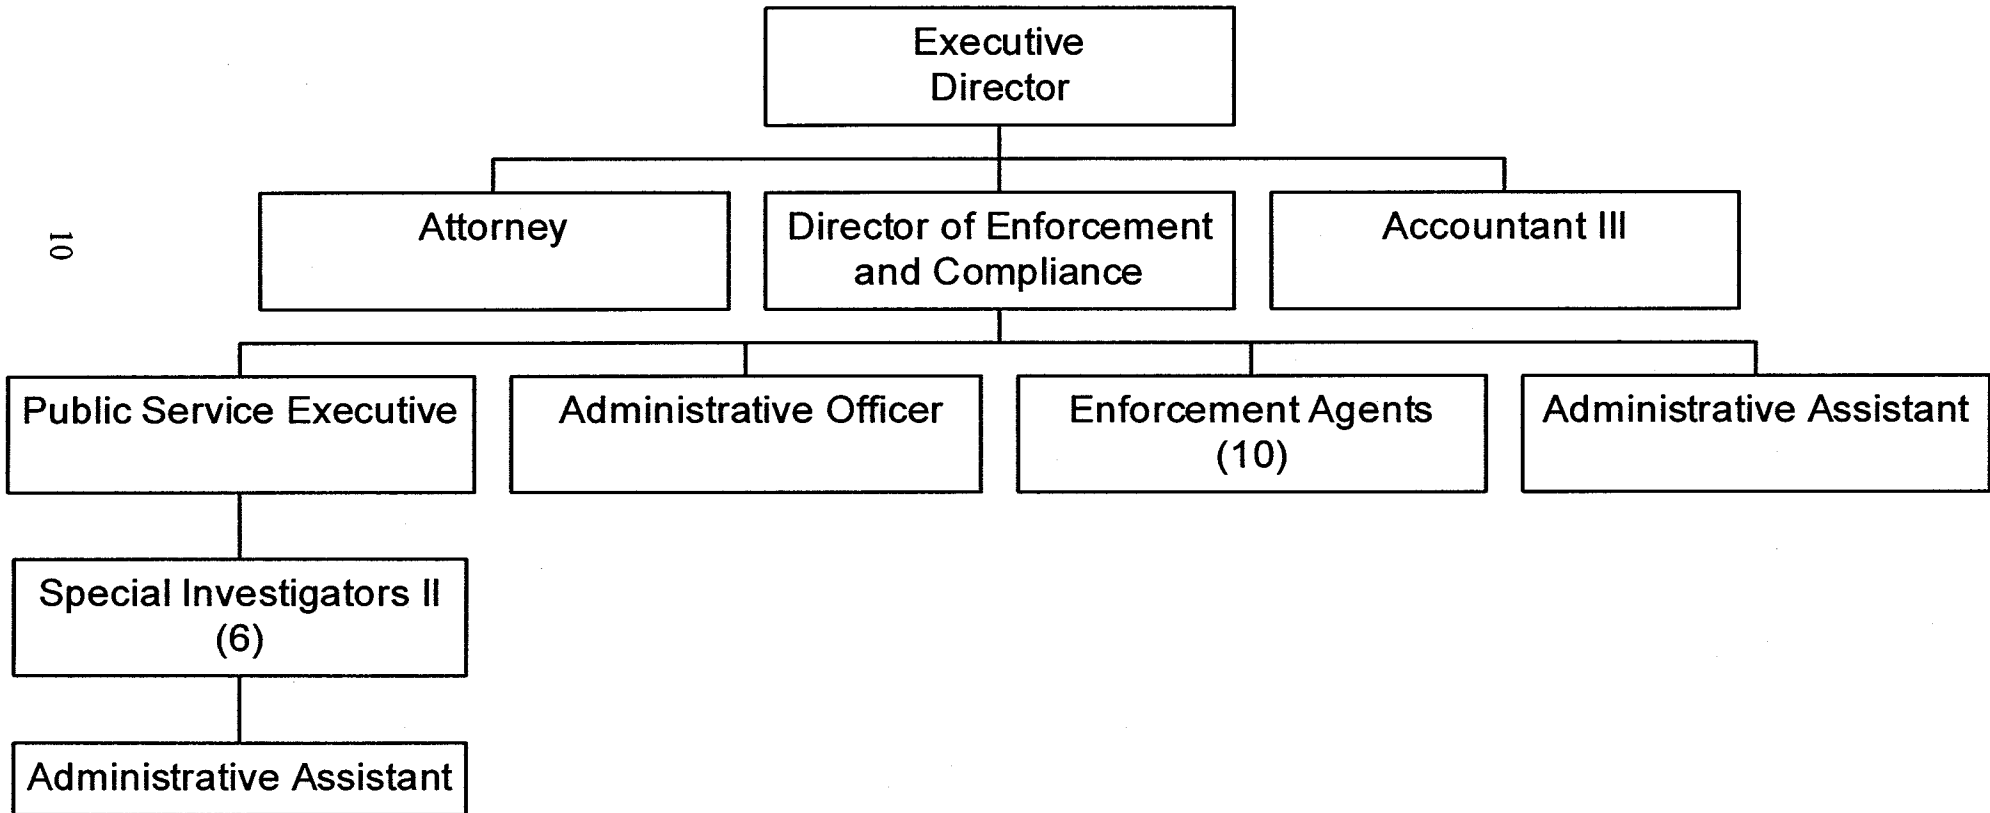 Executive
Director
Attorney
Director of Enforcement
and Compliance
Accountant III
10
Public Service Executive
Administrative Officer
Enforcement Agents
(10)
Administrative Assistant
Special Investigators II
(6)
Administrative Assistant